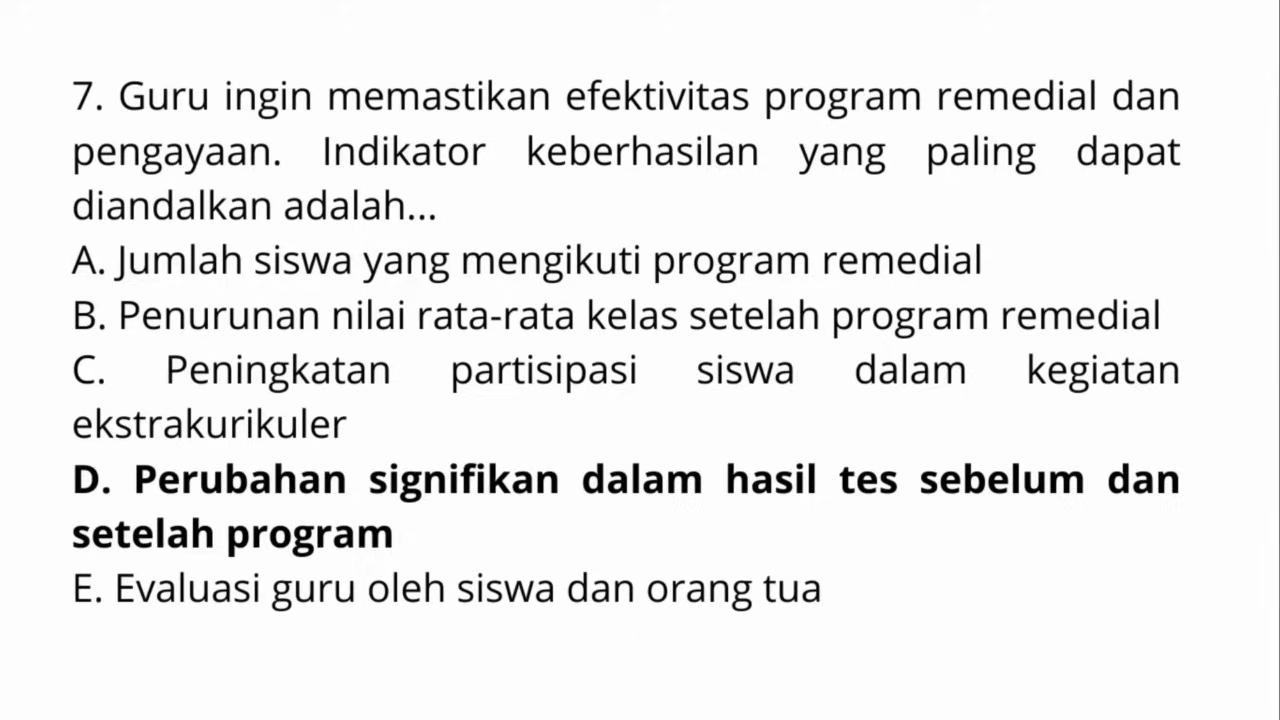 7. Guru ingin memastikan efektivitas program remedial dan
pengayaan. Indikator keberhasilan yang paling dapat
diandalkan adalah...
A. Jumlah siswa yang mengikuti program remedial
B. Penurunan nilai rata-rata kelas setelah program remedial
C. Peningkatan partisipasi siswa dalam kegiatan
ekstrakurikuler
D. Perubahan signifikan dalam hasil tes sebelum dan
setelah program
E. Evaluasi guru oleh siswa dan orang tua